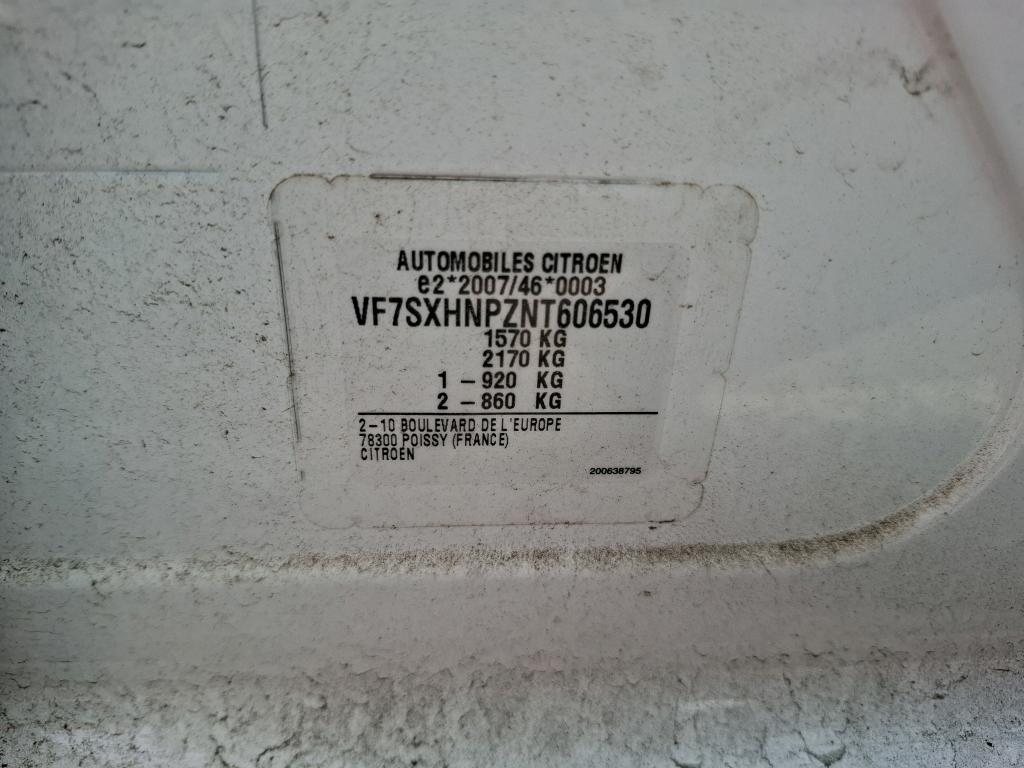 AUTOMOBILES CITROEN
e2*2007/46*0003
VF7SXHNPZNT606530
1570 KG
2170 KG
1 – 920 KG
2 – 860 KG
2–10 BOULEVARD DE L'EUROPE
78300 POISSY (FRANCE)
CITROEN
200638795